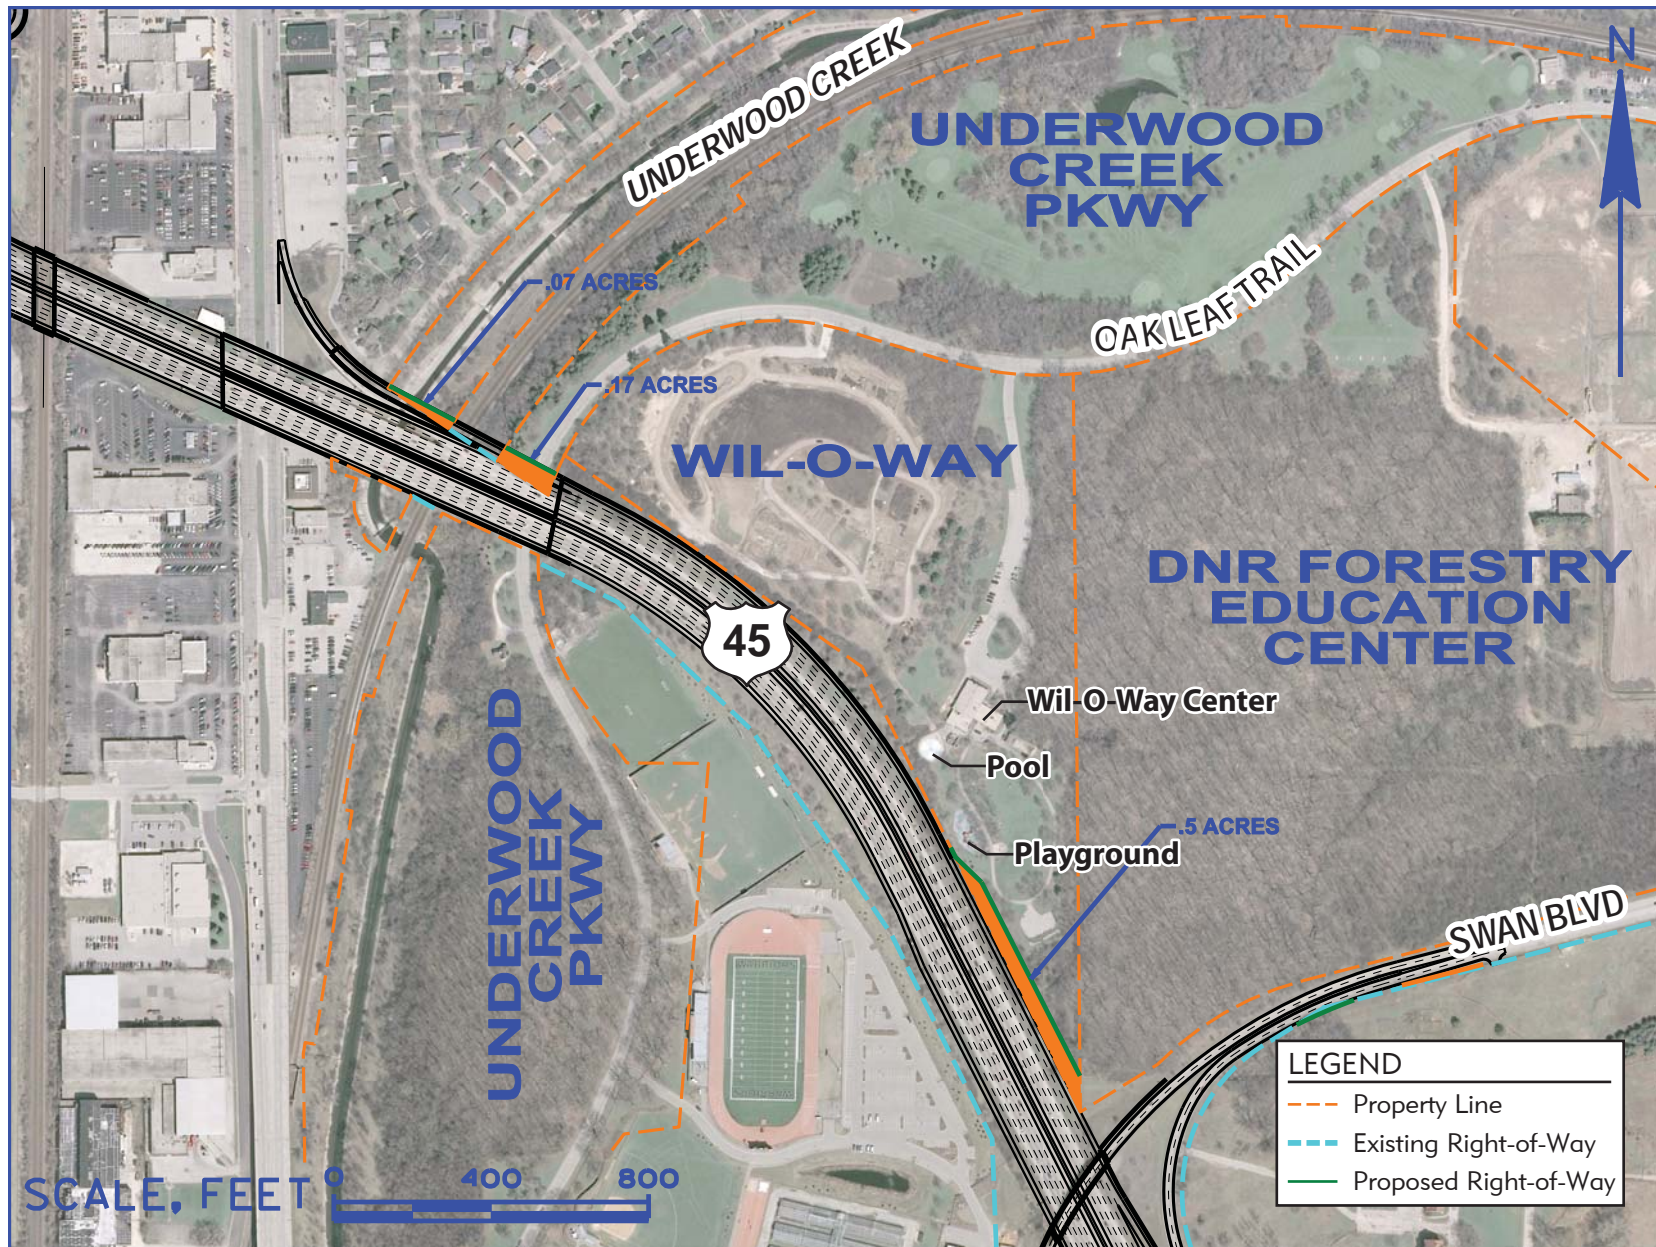 UNDERWOOD CREEK
N
UNDERWOOD
CREEK
PKWY
.07 ACRES
OAK LEAF TRAIL
.17 ACRES
WIL-O-WAY
DNR FORESTRY
EDUCATION
CENTER
45
Wil-O-Way Center
Pool
UNDERWOOD
CREEK
PKWY
.5 ACRES
Playground
SWAN BLVD
LEGEND
Property Line
Existing Right-of-Way
Proposed Right-of-Way
SCALE, FEET
0 400 800